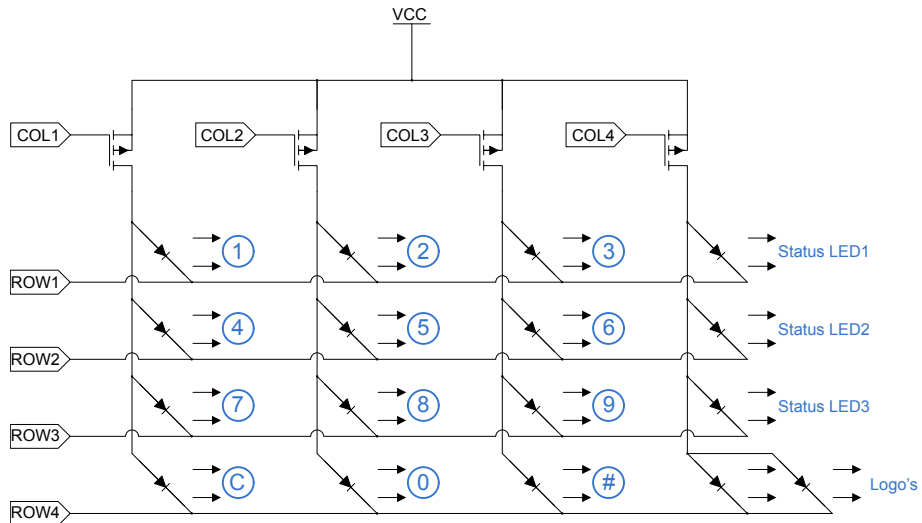 VCC
COL1 COL2 COL3 COL4
1 2 3 Status LED1
ROW1
4 5 6 Status LED2
ROW2
7 8 9 Status LED3
ROW3
C 0 # Logo's
ROW4